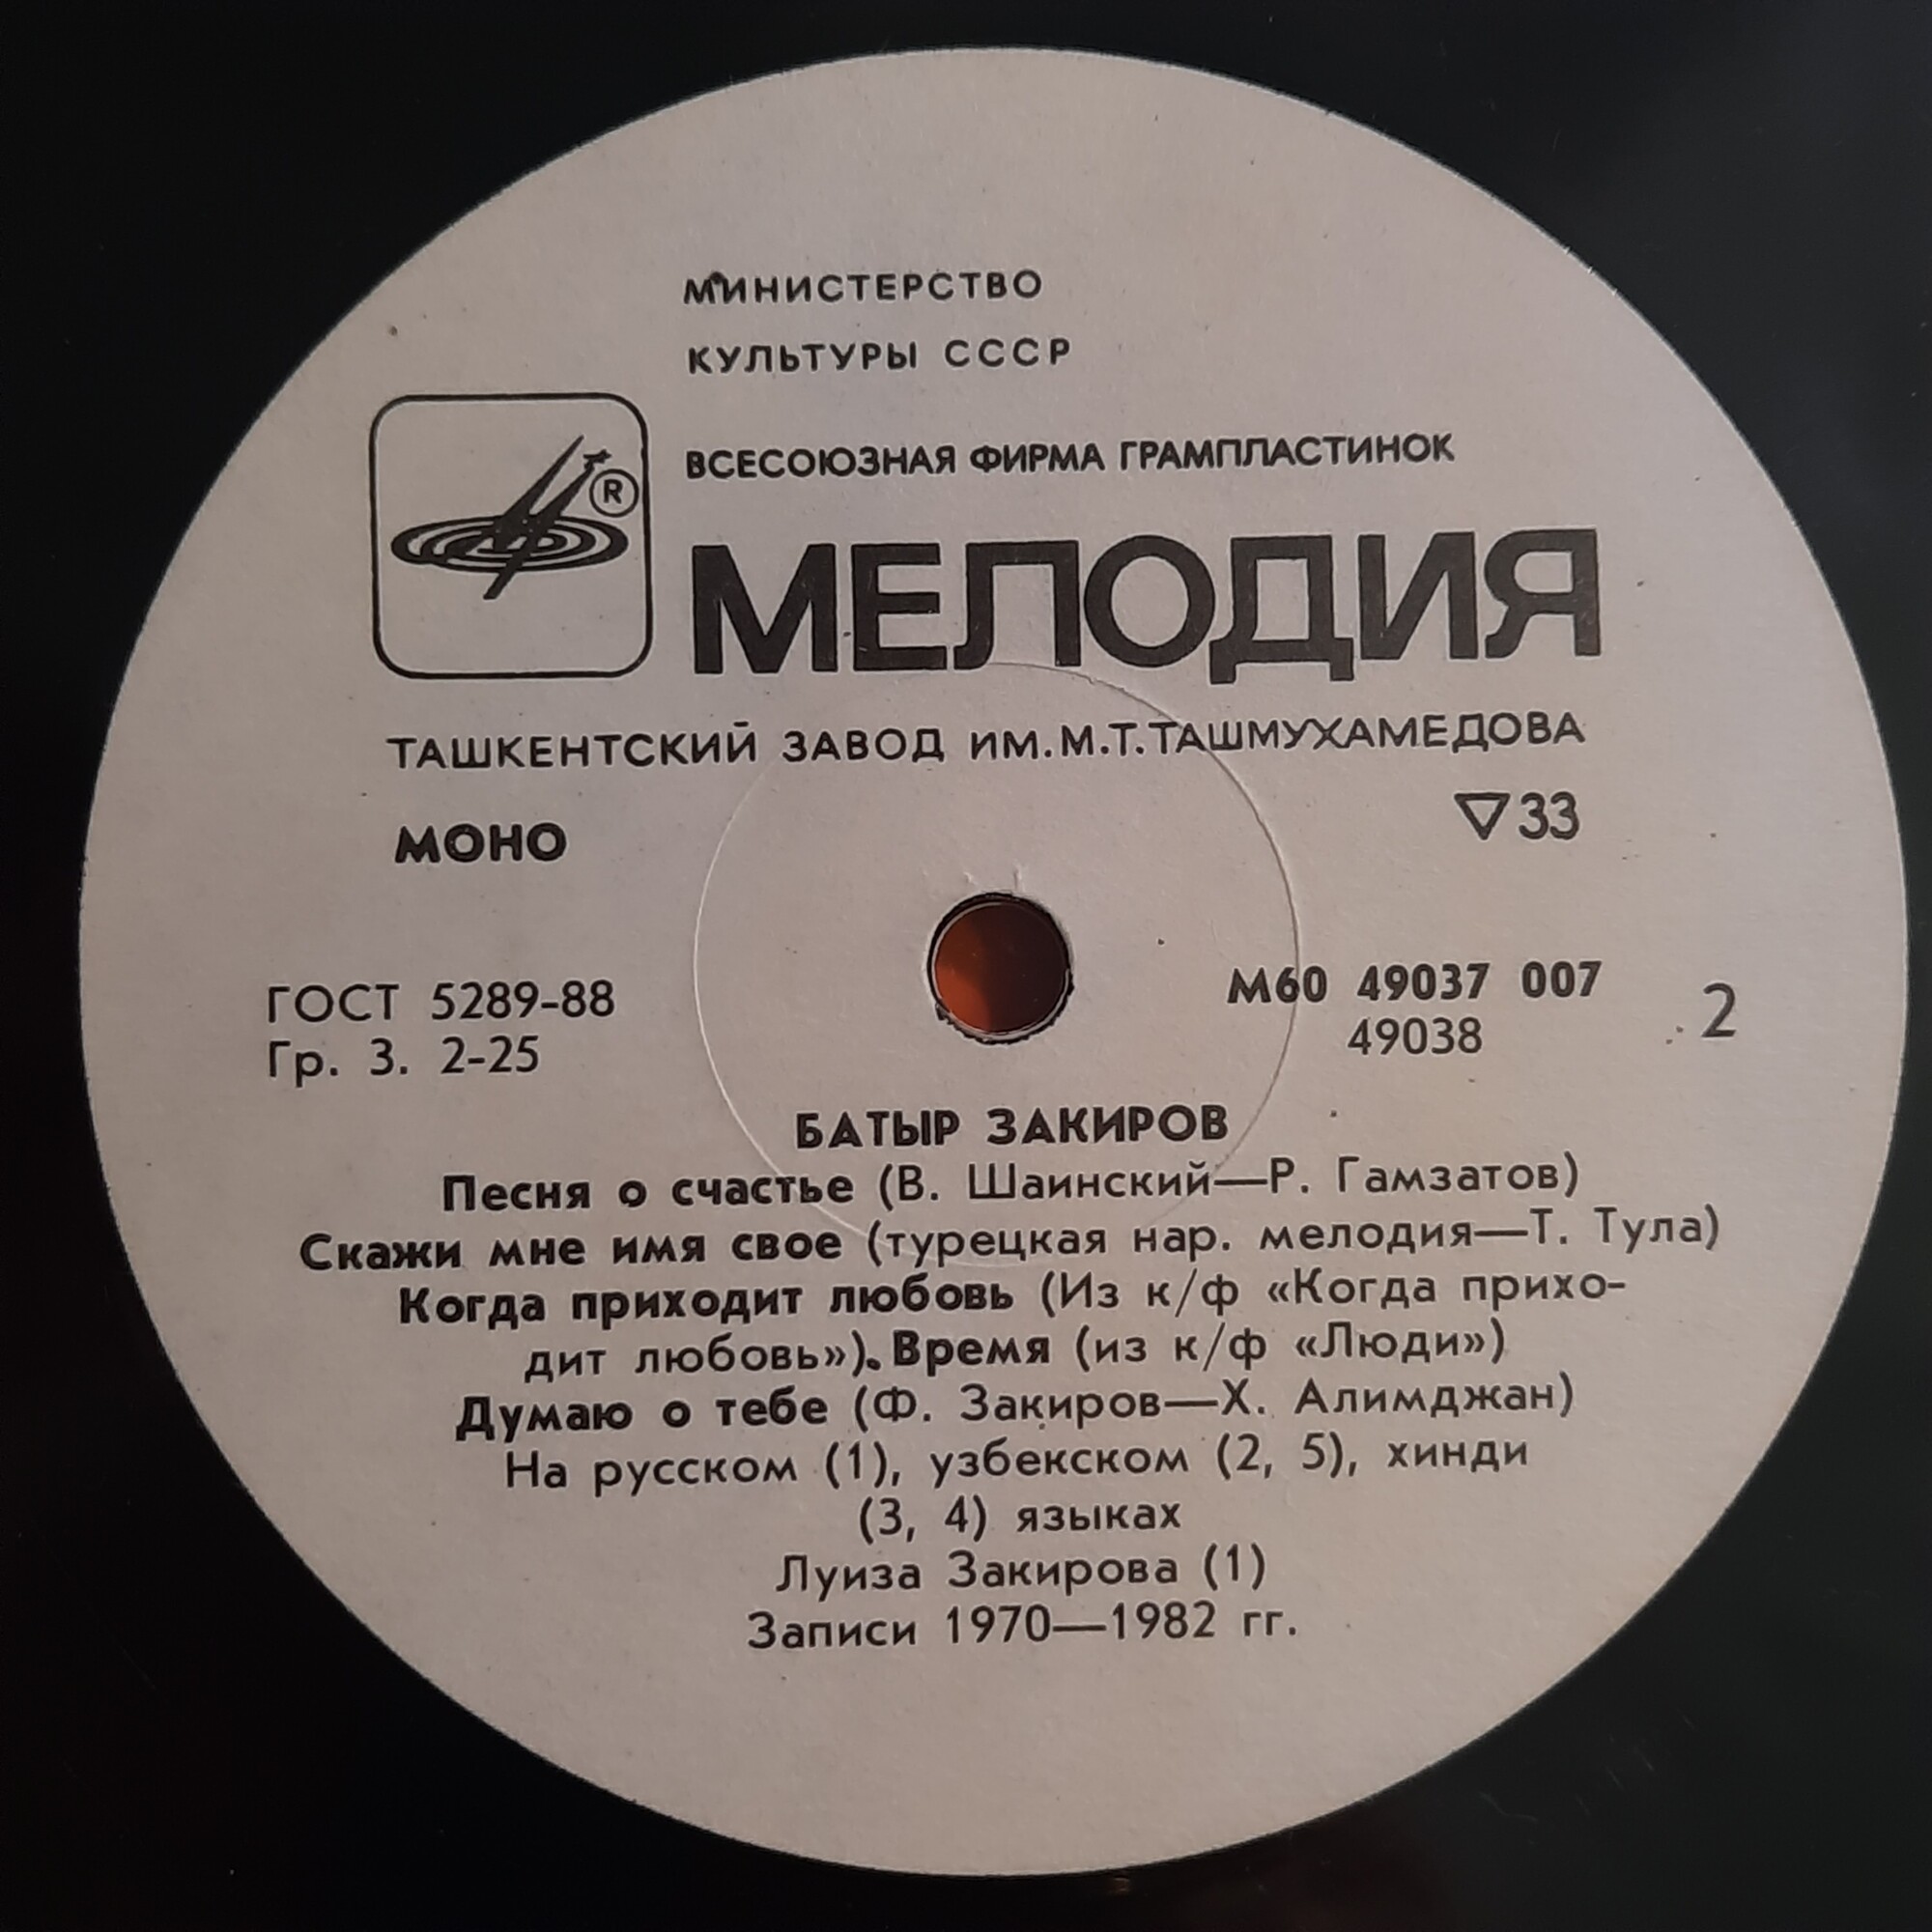 МИНИСТЕРСТВО
КУЛЬТУРЫ СССР
ВСЕСОЮЗНАЯ ФИРМА ГРАМПЛАСТИНОК
®
МЕЛОДИЯ
ТАШКЕНТСКИЙ ЗАВОД ИМ.М.Т.ТАШМУХАМЕДОВА
МОНО ▽33
ГОСТ 5289-88 М60 49037 007
Гр. 3. 2-25 49038 2
БАТЫР ЗАКИРОВ
Песня о счастье (В. Шаинский—Р. Гамзатов)
Скажи мне имя свое (турецкая нар. мелодия—Т. Тула)
Когда приходит любовь (Из к/ф «Когда прихо-
дит любовь»). Время (из к/ф «Люди»)
Думаю о тебе (Ф. Закиров—Х. Алимджан)
На русском (1), узбекском (2, 5), хинди
(3, 4) языках
Луиза Закирова (1)
Записи 1970—1982 гг.